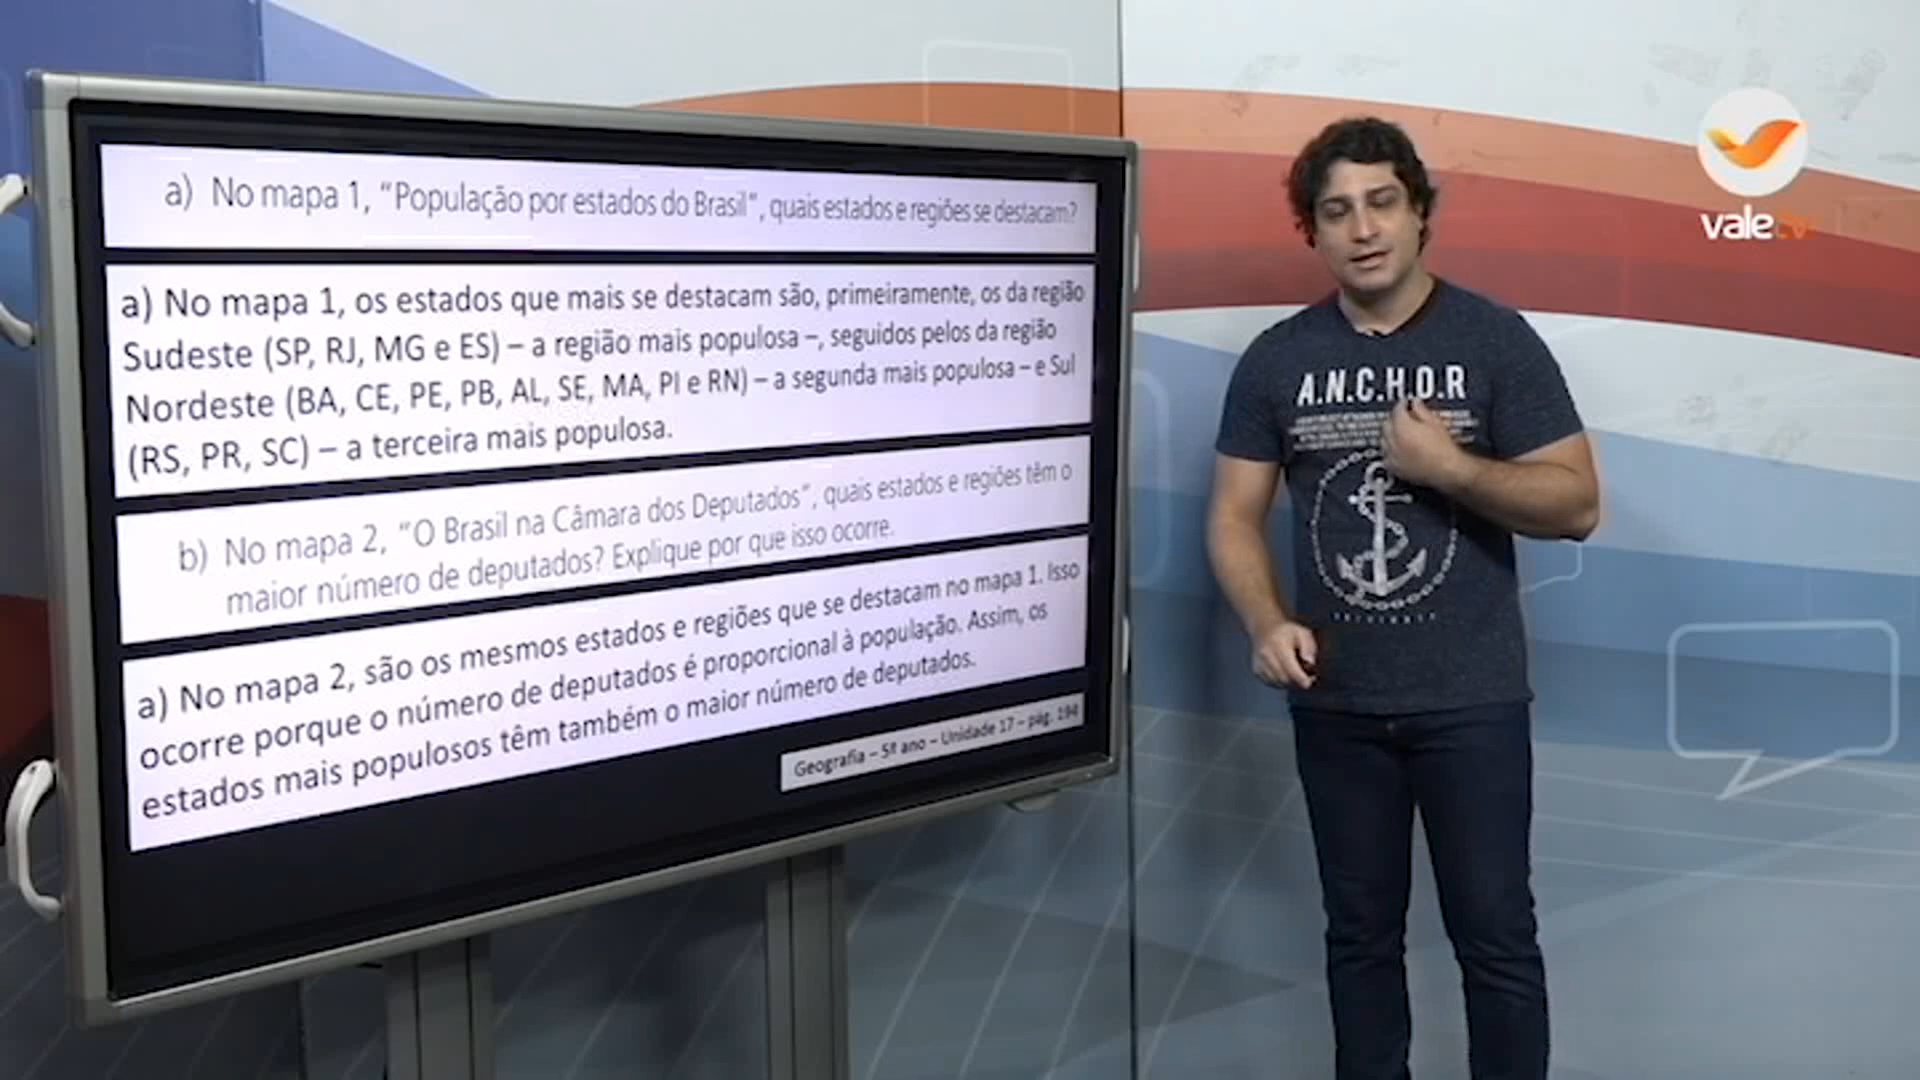 a) No mapa 1, “População por estados do Brasil”, quais estados e regiões se destacam?
a) No mapa 1, os estados que mais se destacam são, primeiramente, os da região
Sudeste (SP, RJ, MG e ES) – a região mais populosa –, seguidos pelos da região
Nordeste (BA, CE, PE, PB, AL, SE, MA, PI e RN) – a segunda mais populosa – e Sul
(RS, PR, SC) – a terceira mais populosa.
b) No mapa 2, “O Brasil na Câmara dos Deputados”, quais estados e regiões têm o
maior número de deputados? Explique por que isso ocorre.
a) No mapa 2, são os mesmos estados e regiões que se destacam no mapa 1. Isso
ocorre porque o número de deputados é proporcional à população. Assim, os
estados mais populosos têm também o maior número de deputados.
Geografia – 5º ano – Unidade 17 – pág. 194
A.N.C.H.O.R
valetv